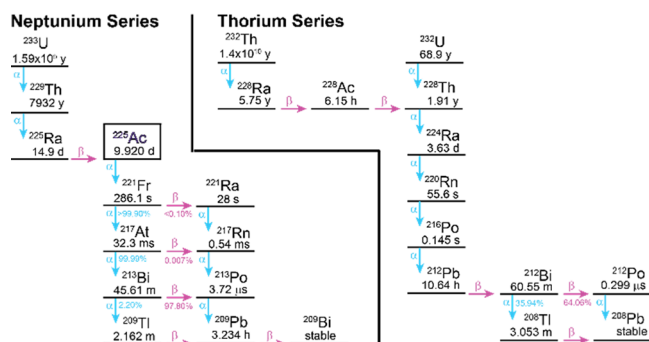 Neptunium Series
Thorium Series
²³³U
1.59x10⁵ y
α
²²⁹Th
7932 y
α
²²⁵Ra
14.9 d
β
²²⁵Ac
9.920 d
α
²²¹Fr
286.1 s
β
<0.10%
²²¹Ra
28 s
α >99.90%
α
²¹⁷At
32.3 ms
β
0.007%
²¹⁷Rn
0.54 ms
α 99.99%
α
²¹³Bi
45.61 m
β
97.80%
²¹³Po
3.72 μs
α 2.20%
α
²⁰⁹Tl
2.162 m
β
²⁰⁹Pb
3.234 h
β
²⁰⁹Bi
stable
²³²Th
1.4x10¹⁰ y
α
²²⁸Ra
5.75 y
β
²²⁸Ac
6.15 h
β
²³²U
68.9 y
α
²²⁸Th
1.91 y
α
²²⁴Ra
3.63 d
α
²²⁰Rn
55.6 s
α
²¹⁶Po
0.145 s
α
²¹²Pb
10.64 h
β
²¹²Bi
60.55 m
β
64.06%
²¹²Po
0.299 μs
α 35.94%
α
²⁰⁸Tl
3.053 m
β
²⁰⁸Pb
stable